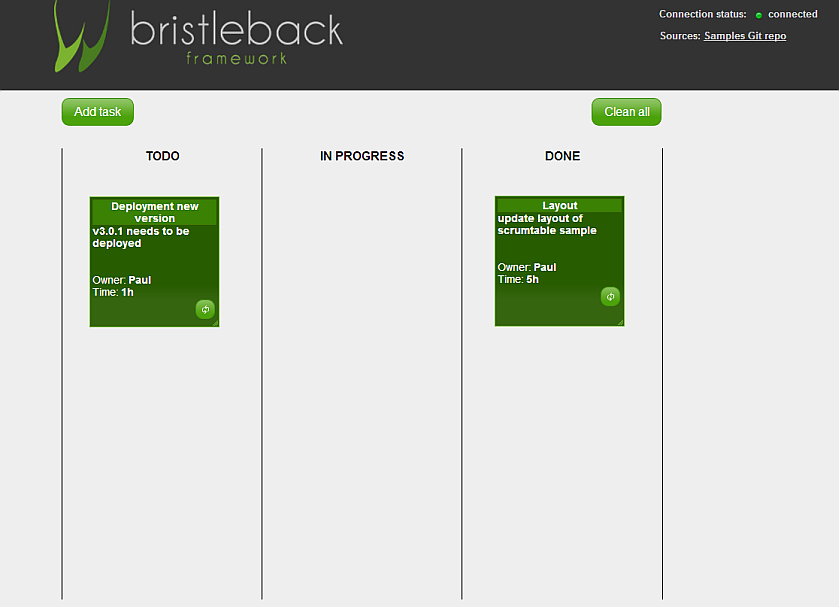 bristleback
framework
Connection status: connected
Sources: Samples Git repo
Add task
Clean all
TODO
IN PROGRESS
DONE
Deployment new
version
v3.0.1 needs to be
deployed
Owner: Paul
Time: 1h
Layout
update layout of
scrumtable sample
Owner: Paul
Time: 5h